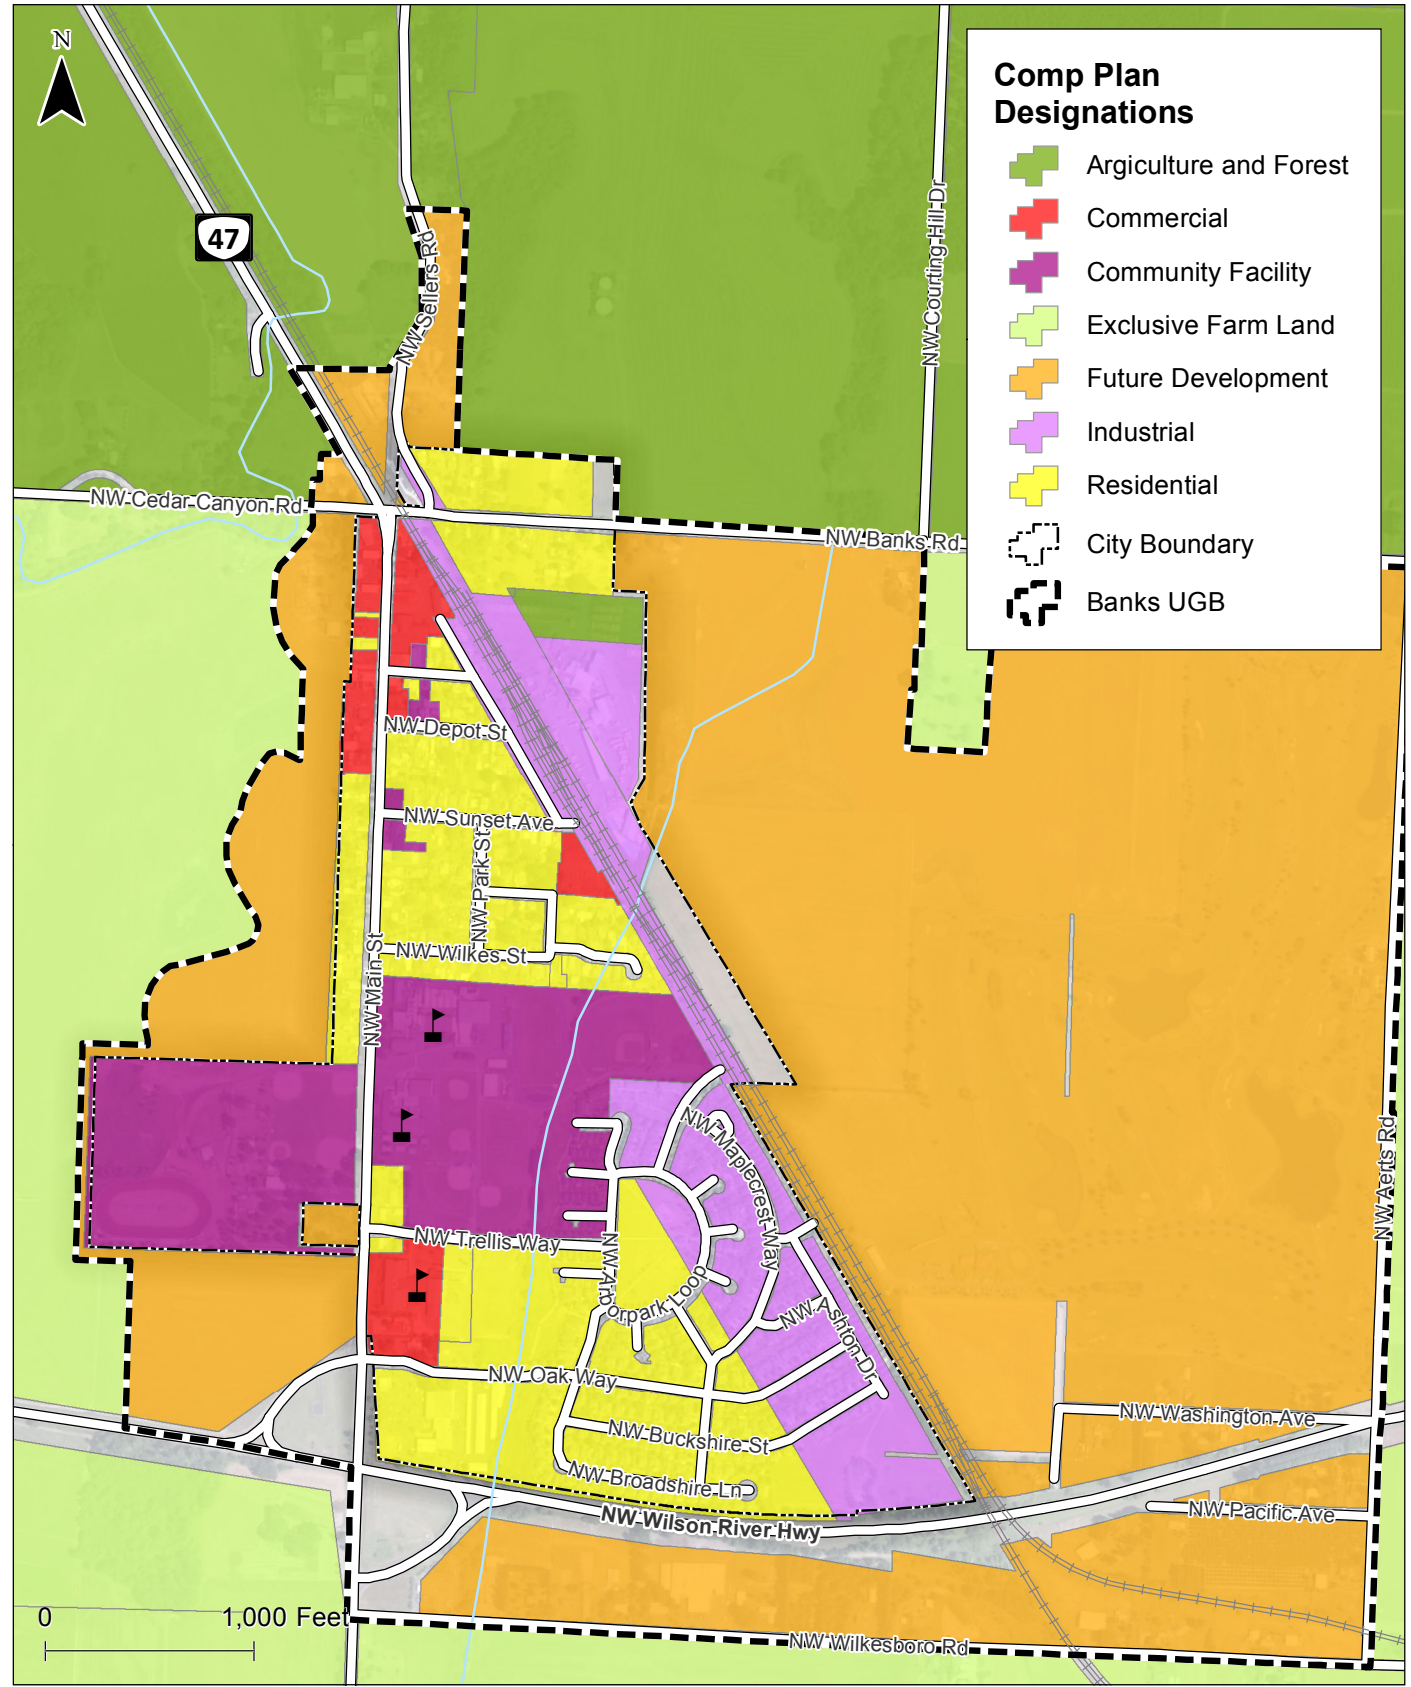 N
Comp Plan
Designations
Argiculture and Forest
Commercial
Community Facility
Exclusive Farm Land
Future Development
Industrial
Residential
City Boundary
Banks UGB
47
NW Sellers Rd
NW Courting Hill Dr
NW Cedar Canyon Rd
NW Banks Rd
NW Depot St
NW Sunset Ave
NW Park St
NW Wilkes St
NW Main St
NW Maplecrest Way
NW Aerts Rd
NW Trellis Way
NW Arborpark Loop
NW Ashton Dr
NW Oak Way
NW Washington Ave
NW Buckshire St
NW Broadshire Ln
NW Pacific Ave
NW Wilson River Hwy
0 1,000 Feet
NW Wilkesboro Rd